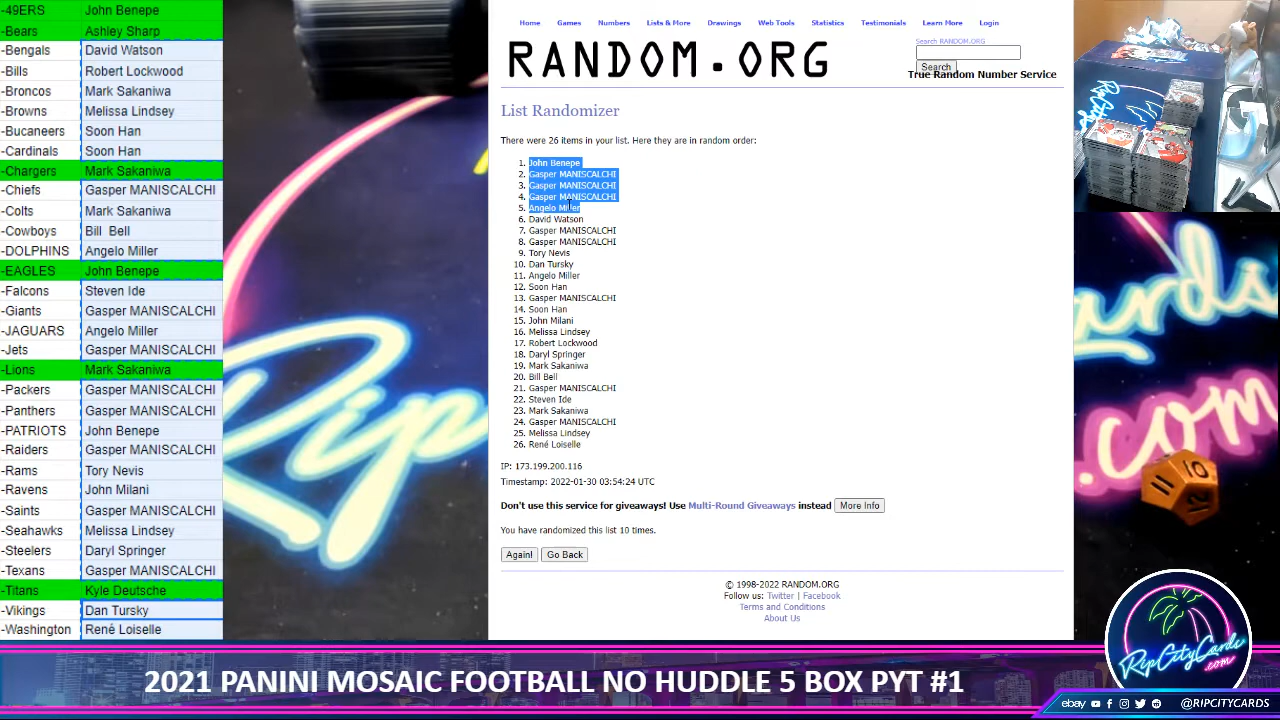 -49ERS John Benepe
-Bears Ashley Sharp
-Bengals David Watson
-Bills Robert Lockwood
-Broncos Mark Sakaniwa
-Browns Melissa Lindsey
-Bucaneers Soon Han
-Cardinals Soon Han
-Chargers Mark Sakaniwa
-Chiefs Gasper MANISCALCHI
-Colts Mark Sakaniwa
-Cowboys Bill Bell
-DOLPHINS Angelo Miller
-EAGLES John Benepe
-Falcons Steven Ide
-Giants Gasper MANISCALCHI
-JAGUARS Angelo Miller
-Jets Gasper MANISCALCHI
-Lions Mark Sakaniwa
-Packers Gasper MANISCALCHI
-Panthers Gasper MANISCALCHI
-PATRIOTS John Benepe
-Raiders Gasper MANISCALCHI
-Rams Tory Nevis
-Ravens John Milani
-Saints Gasper MANISCALCHI
-Seahawks Melissa Lindsey
-Steelers Daryl Springer
-Texans Gasper MANISCALCHI
-Titans Kyle Deutsche
-Vikings Dan Tursky
-Washington René Loiselle
Home Games Numbers Lists & More Drawings Web Tools Statistics Testimonials Learn More Login
RANDOM.ORG
Search RANDOM.ORG
Search
True Random Number Service
List Randomizer
There were 26 items in your list. Here they are in random order:
1. John Benepe
2. Gasper MANISCALCHI
3. Gasper MANISCALCHI
4. Gasper MANISCALCHI
5. Angelo Miller
6. David Watson
7. Gasper MANISCALCHI
8. Gasper MANISCALCHI
9. Tory Nevis
10. Dan Tursky
11. Angelo Miller
12. Soon Han
13. Gasper MANISCALCHI
14. Soon Han
15. John Milani
16. Melissa Lindsey
17. Robert Lockwood
18. Daryl Springer
19. Mark Sakaniwa
20. Bill Bell
21. Gasper MANISCALCHI
22. Steven Ide
23. Mark Sakaniwa
24. Gasper MANISCALCHI
25. Melissa Lindsey
26. René Loiselle
IP: 173.199.200.116
Timestamp: 2022-01-30 03:54:24 UTC
Don't use this service for giveaways! Use Multi-Round Giveaways instead More Info
You have randomized this list 10 times.
Again! Go Back
© 1998-2022 RANDOM.ORG
Follow us: Twitter | Facebook
Terms and Conditions
About Us
Rip
.com
10
RipCityCards
.com
2021 PANINI MOSAIC FOOTBALL NO HUDDLE 5 BOX PYT #1
ebay @RIPCITYCARDS